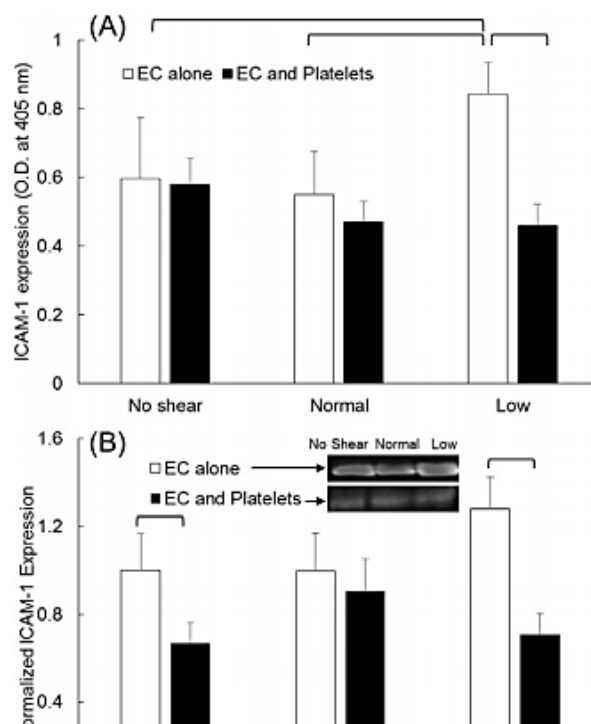 (A)
EC alone EC and Platelets
ICAM-1 expression (O.D. at 405 nm)
1
0.8
0.6
0.4
0.2
0
No shear Normal Low
(B)
No Shear Normal Low
EC alone
EC and Platelets
ICAM-1 Expression
1.6
1.2
0.8
0.4